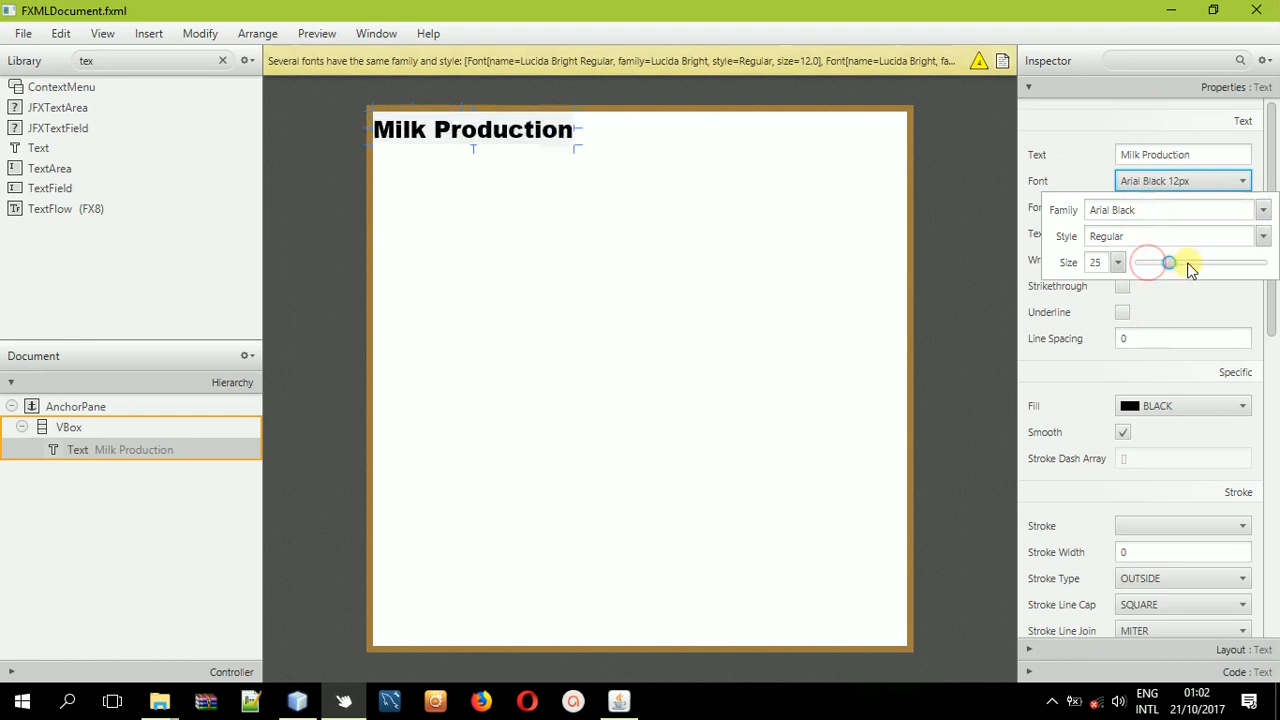 FXMLDocument.fxml
File Edit View Insert Modify Arrange Preview Window Help
Library tex
Several fonts have the same family and style: [Font[name=Lucida Bright Regular, family=Lucida Bright, style=Regular, size=12.0], Font[name=Lucida Bright, fa...
Inspector
ContextMenu
JFXTextArea
JFXTextField
Text
TextArea
TextField
TextFlow (FX8)
Document
Hierarchy
AnchorPane
VBox
Text Milk Production
Controller
Milk Production
Properties : Text
Text
Text Milk Production
Font Arial Black 12px
Family Arial Black
Style Regular
Size 25
Strikethrough
Underline
Line Spacing 0
Specific
Fill BLACK
Smooth
Stroke Dash Array []
Stroke
Stroke
Stroke Width 0
Stroke Type OUTSIDE
Stroke Line Cap SQUARE
Stroke Line Join MITER
Layout : Text
Code : Text
ENG 01:02
INTL 21/10/2017